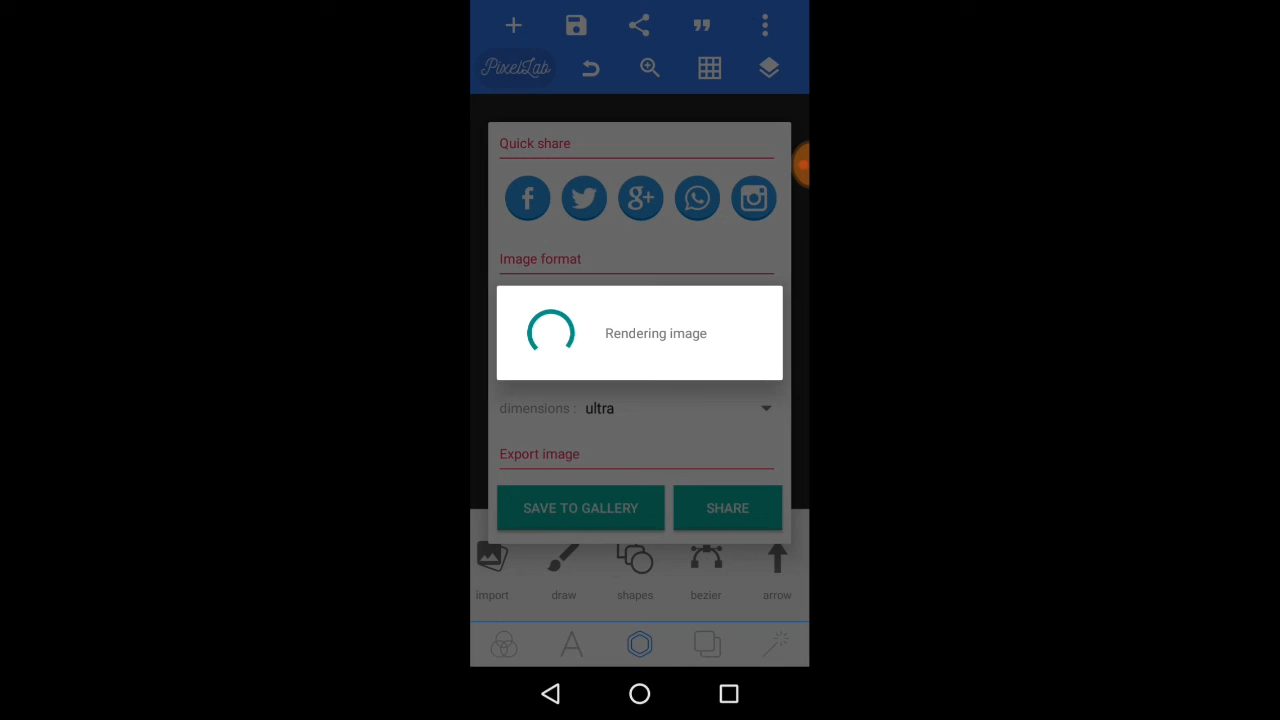 PixelLab
Quick share
Image format
Rendering image
dimensions : ultra
Export image
SAVE TO GALLERY SHARE
import draw shapes bezier arrow